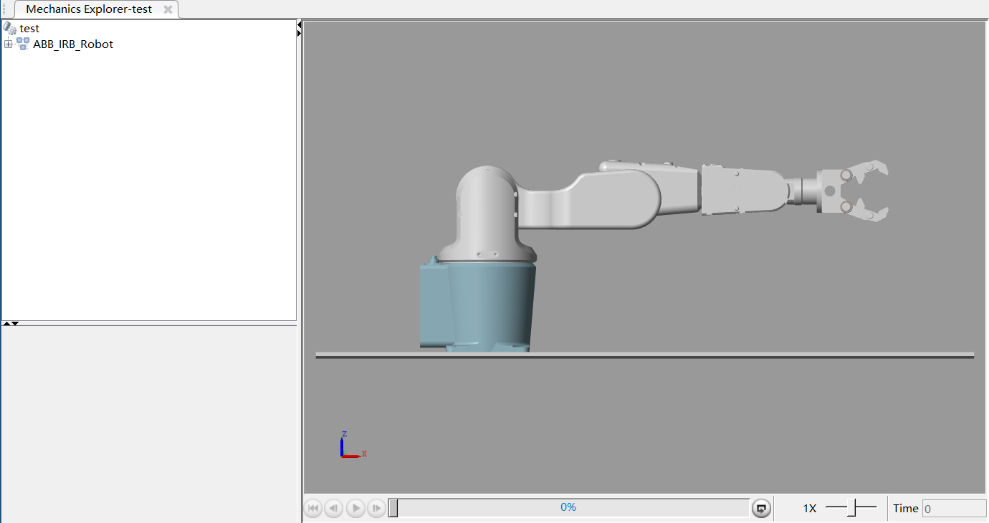 Mechanics Explorer-test
test
ABB_IRB_Robot
Z
X
0%
1X
Time 0